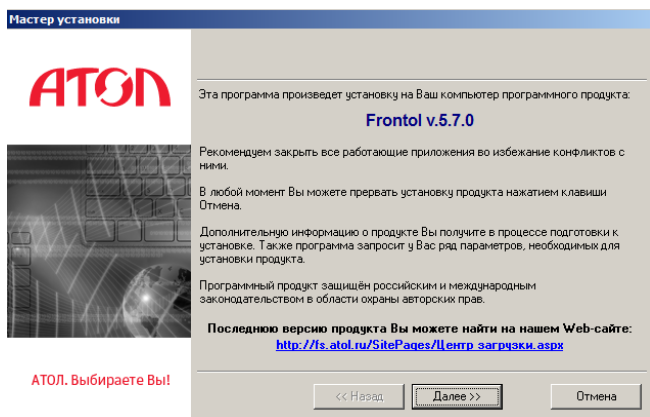 Мастер установки
АТОЛ
Эта программа произведет установку на Ваш компьютер программного продукта:
Frontol v.5.7.0
Рекомендуем закрыть все работающие приложения во избежание конфликтов с
ними.
В любой момент Вы можете прервать установку продукта нажатием клавиши
Отмена.
Дополнительную информацию о продукте Вы получите в процессе подготовки к
установке. Также программа запросит у Вас ряд параметров, необходимых для
установки продукта.
Программный продукт защищён российским и международным
законодательством в области охраны авторских прав.
Последнюю версию продукта Вы можете найти на нашем Web-сайте:
http://fs.atol.ru/SitePages/Центр загрузки.aspx
АТОЛ. Выбираете Вы!
<< Назад
Далее >>
Отмена